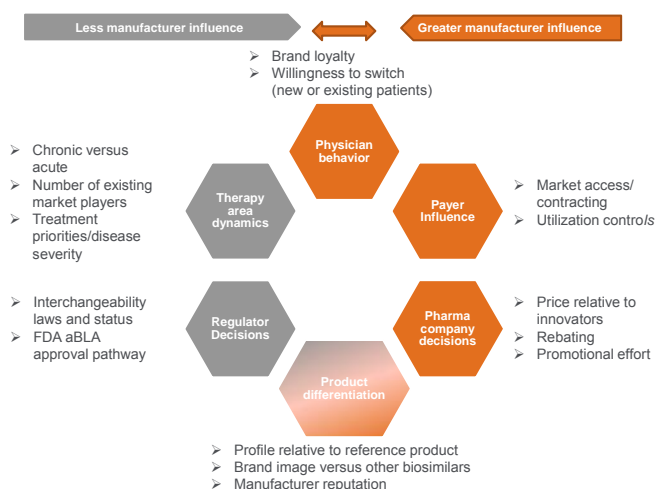 Less manufacturer influence
Greater manufacturer influence
➢ Brand loyalty
➢ Willingness to switch
(new or existing patients)
Physician
behavior
➢ Chronic versus
acute
➢ Number of existing
market players
➢ Treatment
priorities/disease
severity
Therapy
area
dynamics
Payer
Influence
➢ Market access/
contracting
➢ Utilization controls
➢ Intercheability
laws and status
➢ FDA aBLA
approval pathway
Regulator
Decisions
Pharma
company
decisions
➢ Price relative to
innovators
➢ Rebating
➢ Promotional effort
Product
differentiation
➢ Profile relative to reference product
➢ Brand image versus other biosimilars
➢ Manufacturer reputation